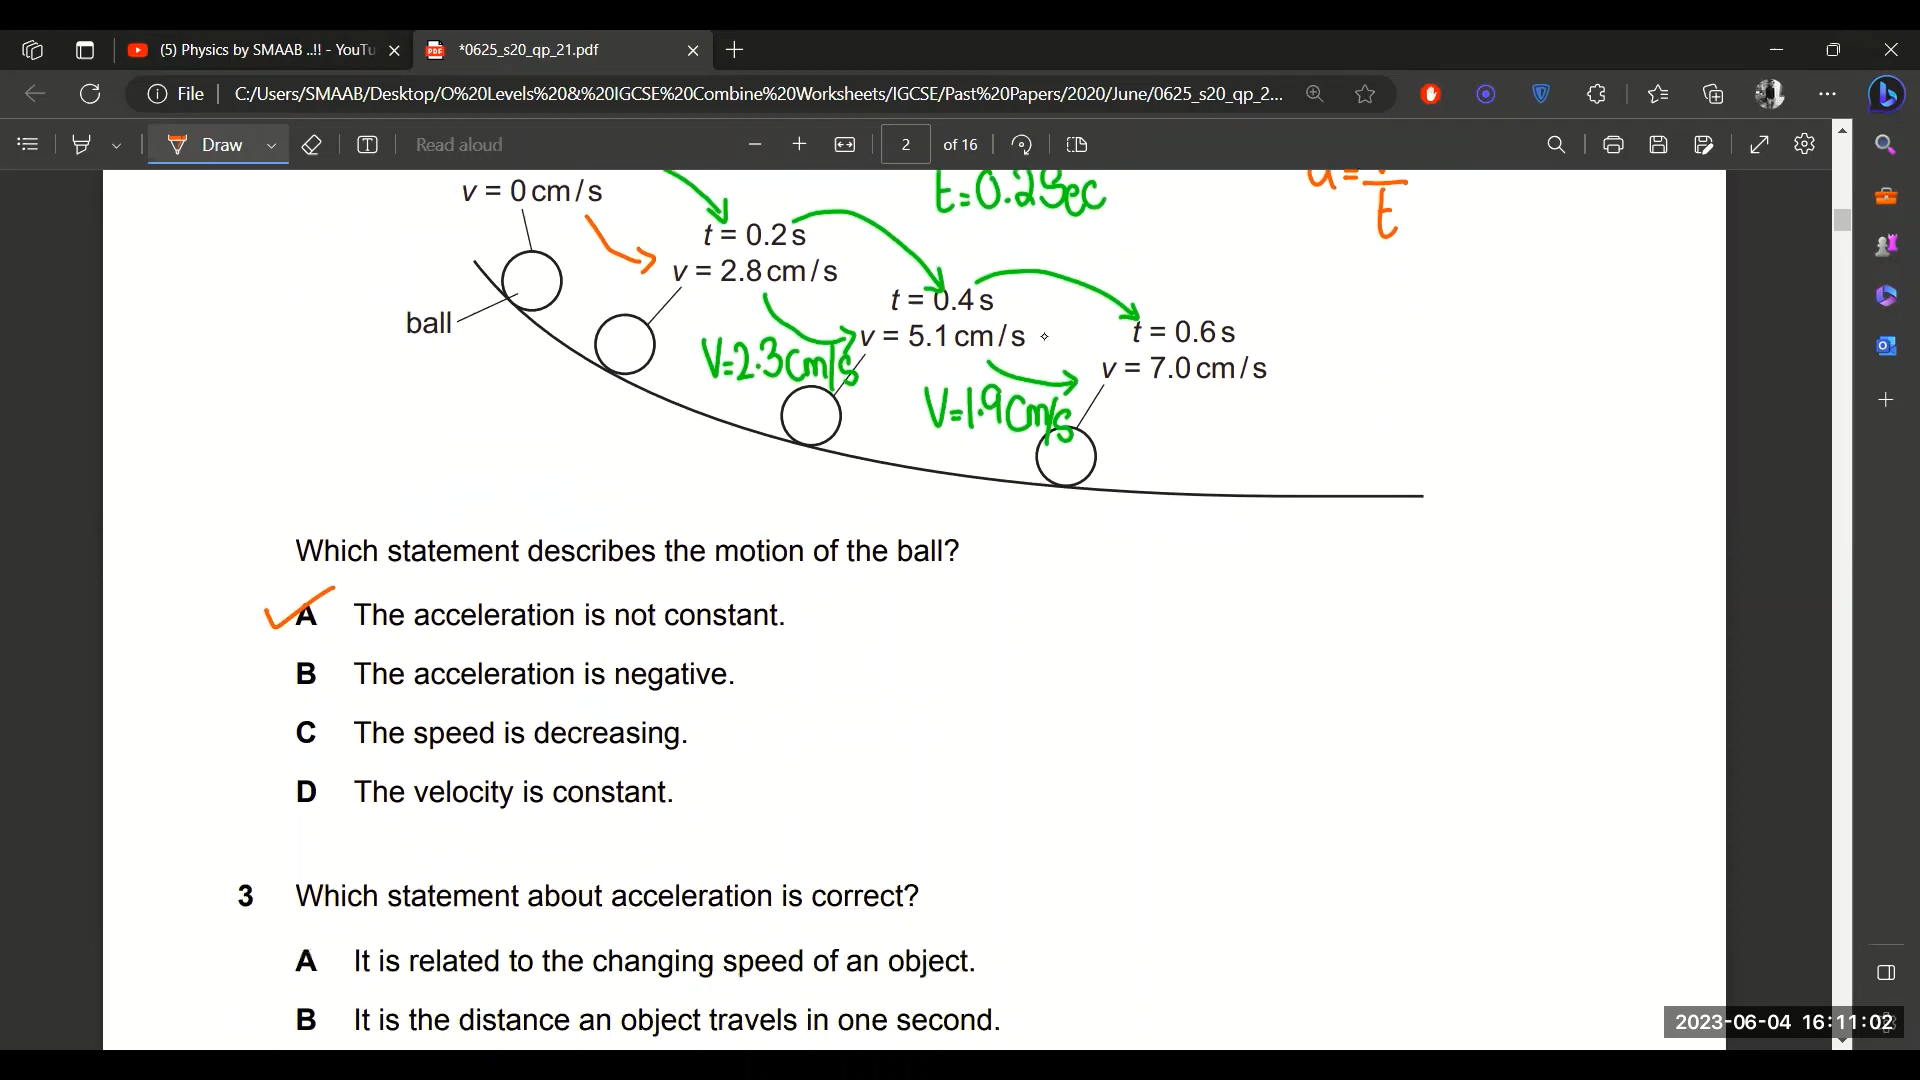 (5) Physics by SMAAB ..!! - YouTu
*0625_s20_qp_21.pdf
File
C:/Users/SMAAB/Desktop/O%20Levels%20&%20IGCSE%20Combine%20Worksheets/IGCSE/Past%20Papers/2020/June/0625_s20_qp_2...
Draw
Read aloud
2 of 16
v = 0 cm/s
t = 0.2 Sec
t
t = 0.2 s
v = 2.8 cm/s
t = 0.4 s
v = 5.1 cm/s
t = 0.6 s
v = 7.0 cm/s
ball
V=2.3cm/s
V=1.9cm/s
Which statement describes the motion of the ball?
A The acceleration is not constant.
B The acceleration is negative.
C The speed is decreasing.
D The velocity is constant.
3 Which statement about acceleration is correct?
A It is related to the changing speed of an object.
B It is the distance an object travels in one second.
2023-06-04 16:11:02